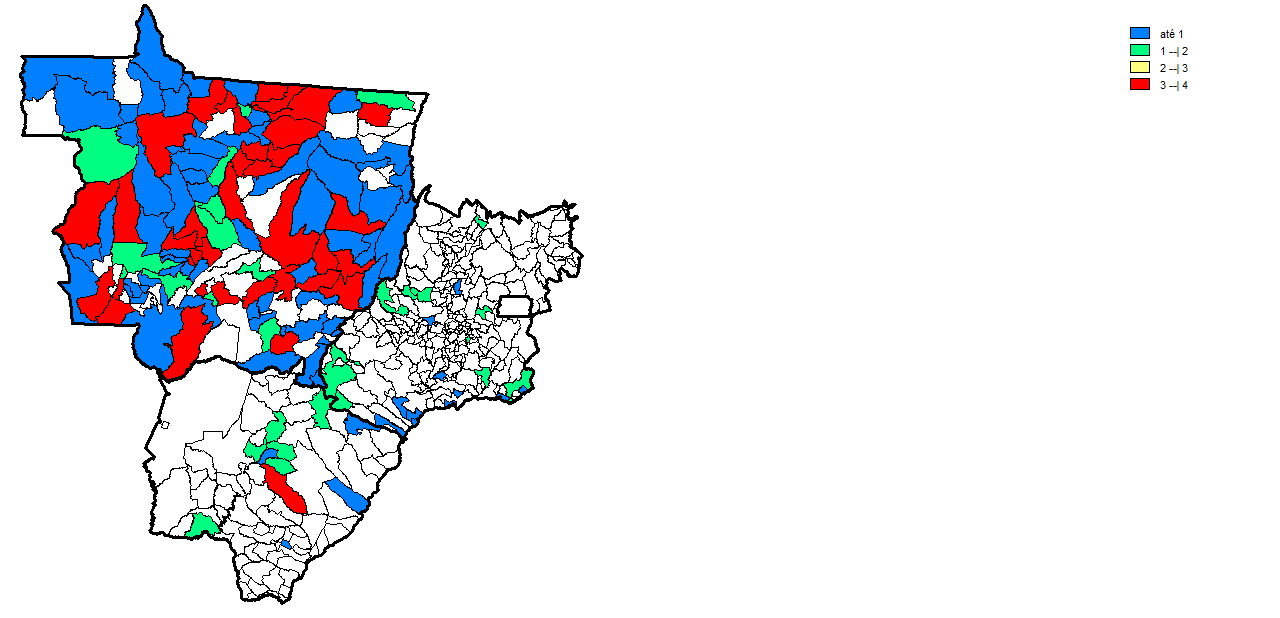 até 1
1 --| 2
2 --| 3
3 --| 4